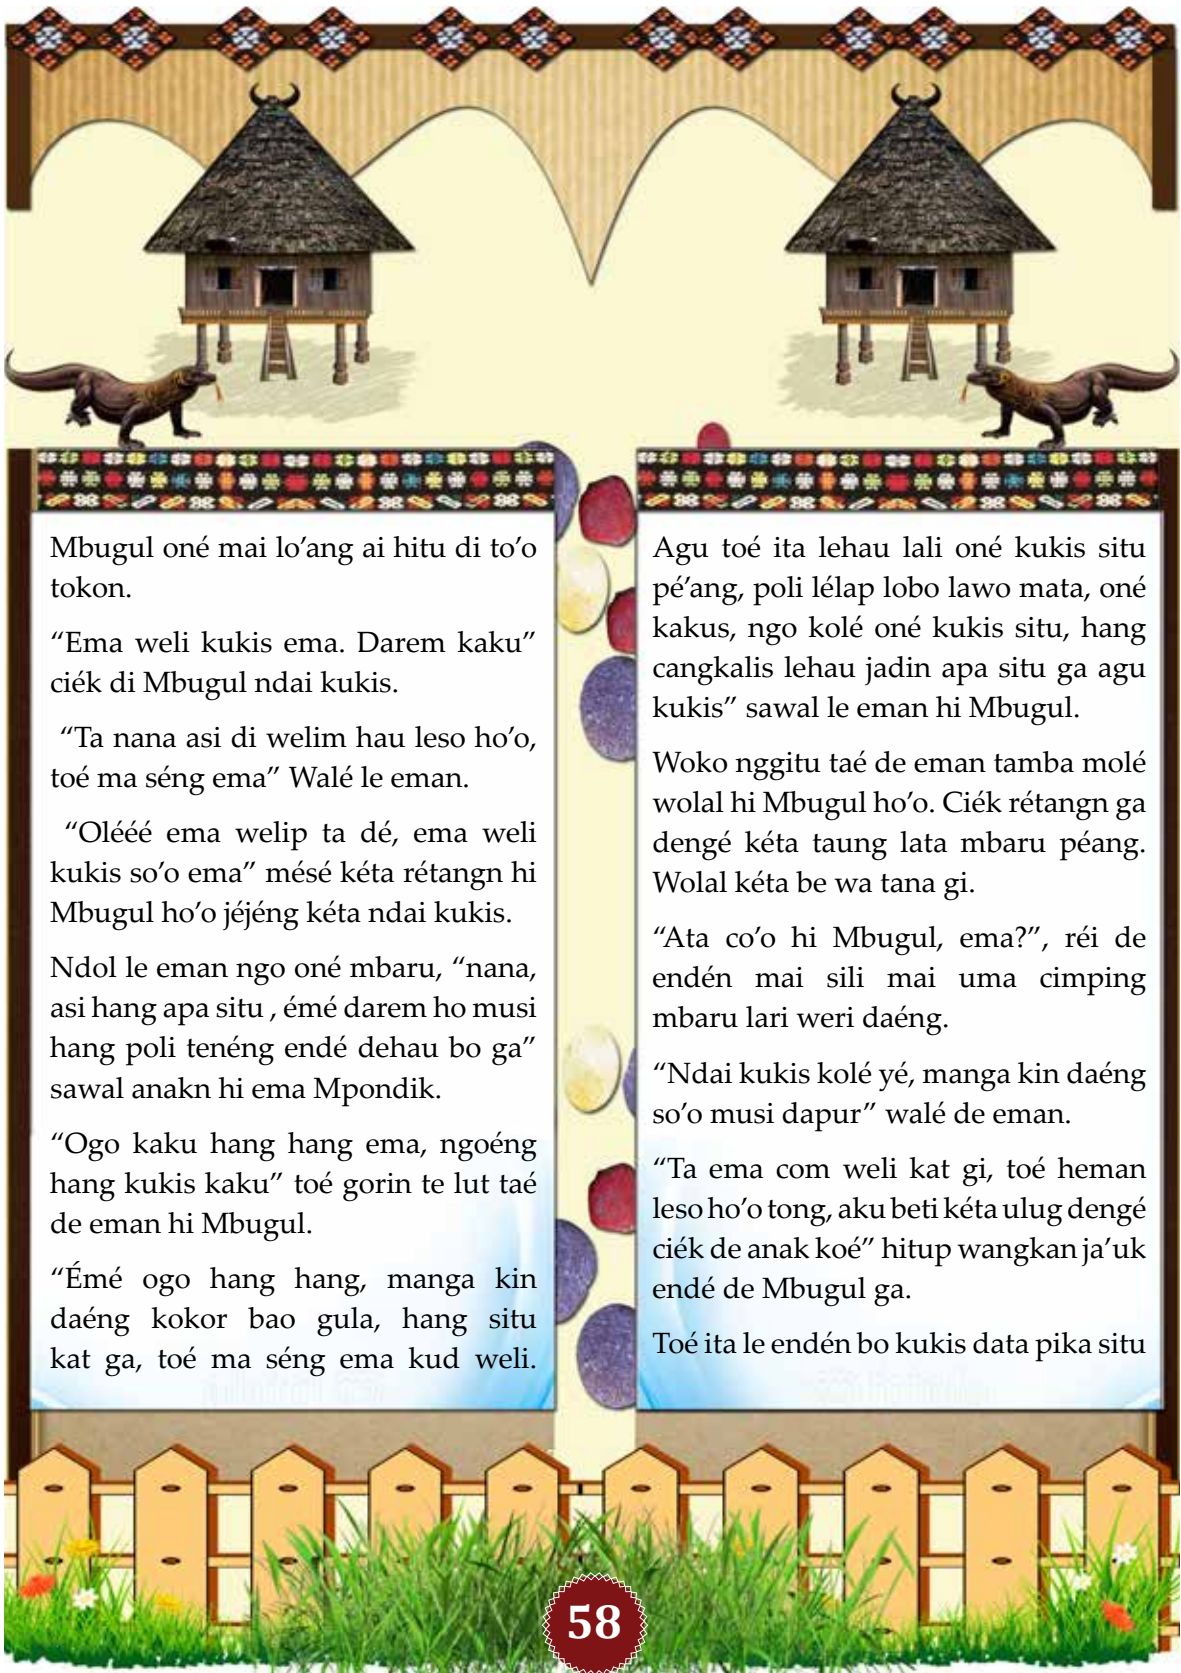 Mbugul oné mai lo’ang ai hitu di to’o
tokon.
“Ema weli kukis ema. Darem kaku”
ciék di Mbugul ndai kukis.
“Ta nana asi di welim hau leso ho’o,
toé ma séng ema” Walé le eman.
“Olééé ema welip ta dé, ema weli
kukis so’o ema” mésé kéta rétangn hi
Mbugul ho’o jéjéng kéta ndai kukis.
Ndol le eman ngo oné mbaru, “nana,
asi hang apa situ , émé darem ho musi
hang poli tenéng endé dehau bo ga”
sawal anakn hi ema Mpondik.
“Ogo kaku hang hang ema, ngoéng
hang kukis kaku” toé gorin te lut taé
de eman hi Mbugul.
“Émé ogo hang hang, manga kin
daéng kokor bao gula, hang situ
kat ga, toé ma séng ema kud weli.
Agu toé ita lehau lali oné kukis situ
pé’ang, poli lélap lobo lawo mata, oné
kakus, ngo kolé oné kukis situ, hang
cangkalis lehau jadin apa situ ga agu
kukis” sawal le eman hi Mbugul.
Woko nggitu taé de eman tamba molé
wolal hi Mbugul ho’o. Ciék rétangn ga
dengé kéta taung lata mbaru péang.
Wolal kéta be wa tana gi.
“Ata co’o hi Mbugul, ema?”, réi de
endén mai sili mai uma cimping
mbaru lari weri daéng.
“Ndai kukis kolé yé, manga kin daéng
so’o musi dapur” walé de eman.
“Ta ema com weli kat gi, toé heman
leso ho’o tong, aku beti kéta ulug dengé
ciék de anak koé” hitup wangkan ja’uk
endé de Mbugul ga.
Toé ita le endén bo kukis data pika situ
58